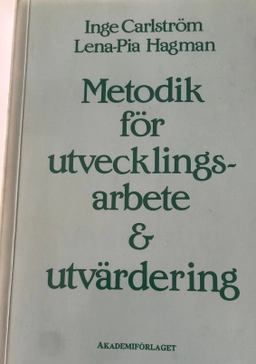 Inge Carlström
Lena-Pia Hagman
Metodik
för
utvecklings-
arbete
&
utvärdering
AKADEMIFÖRLAGET